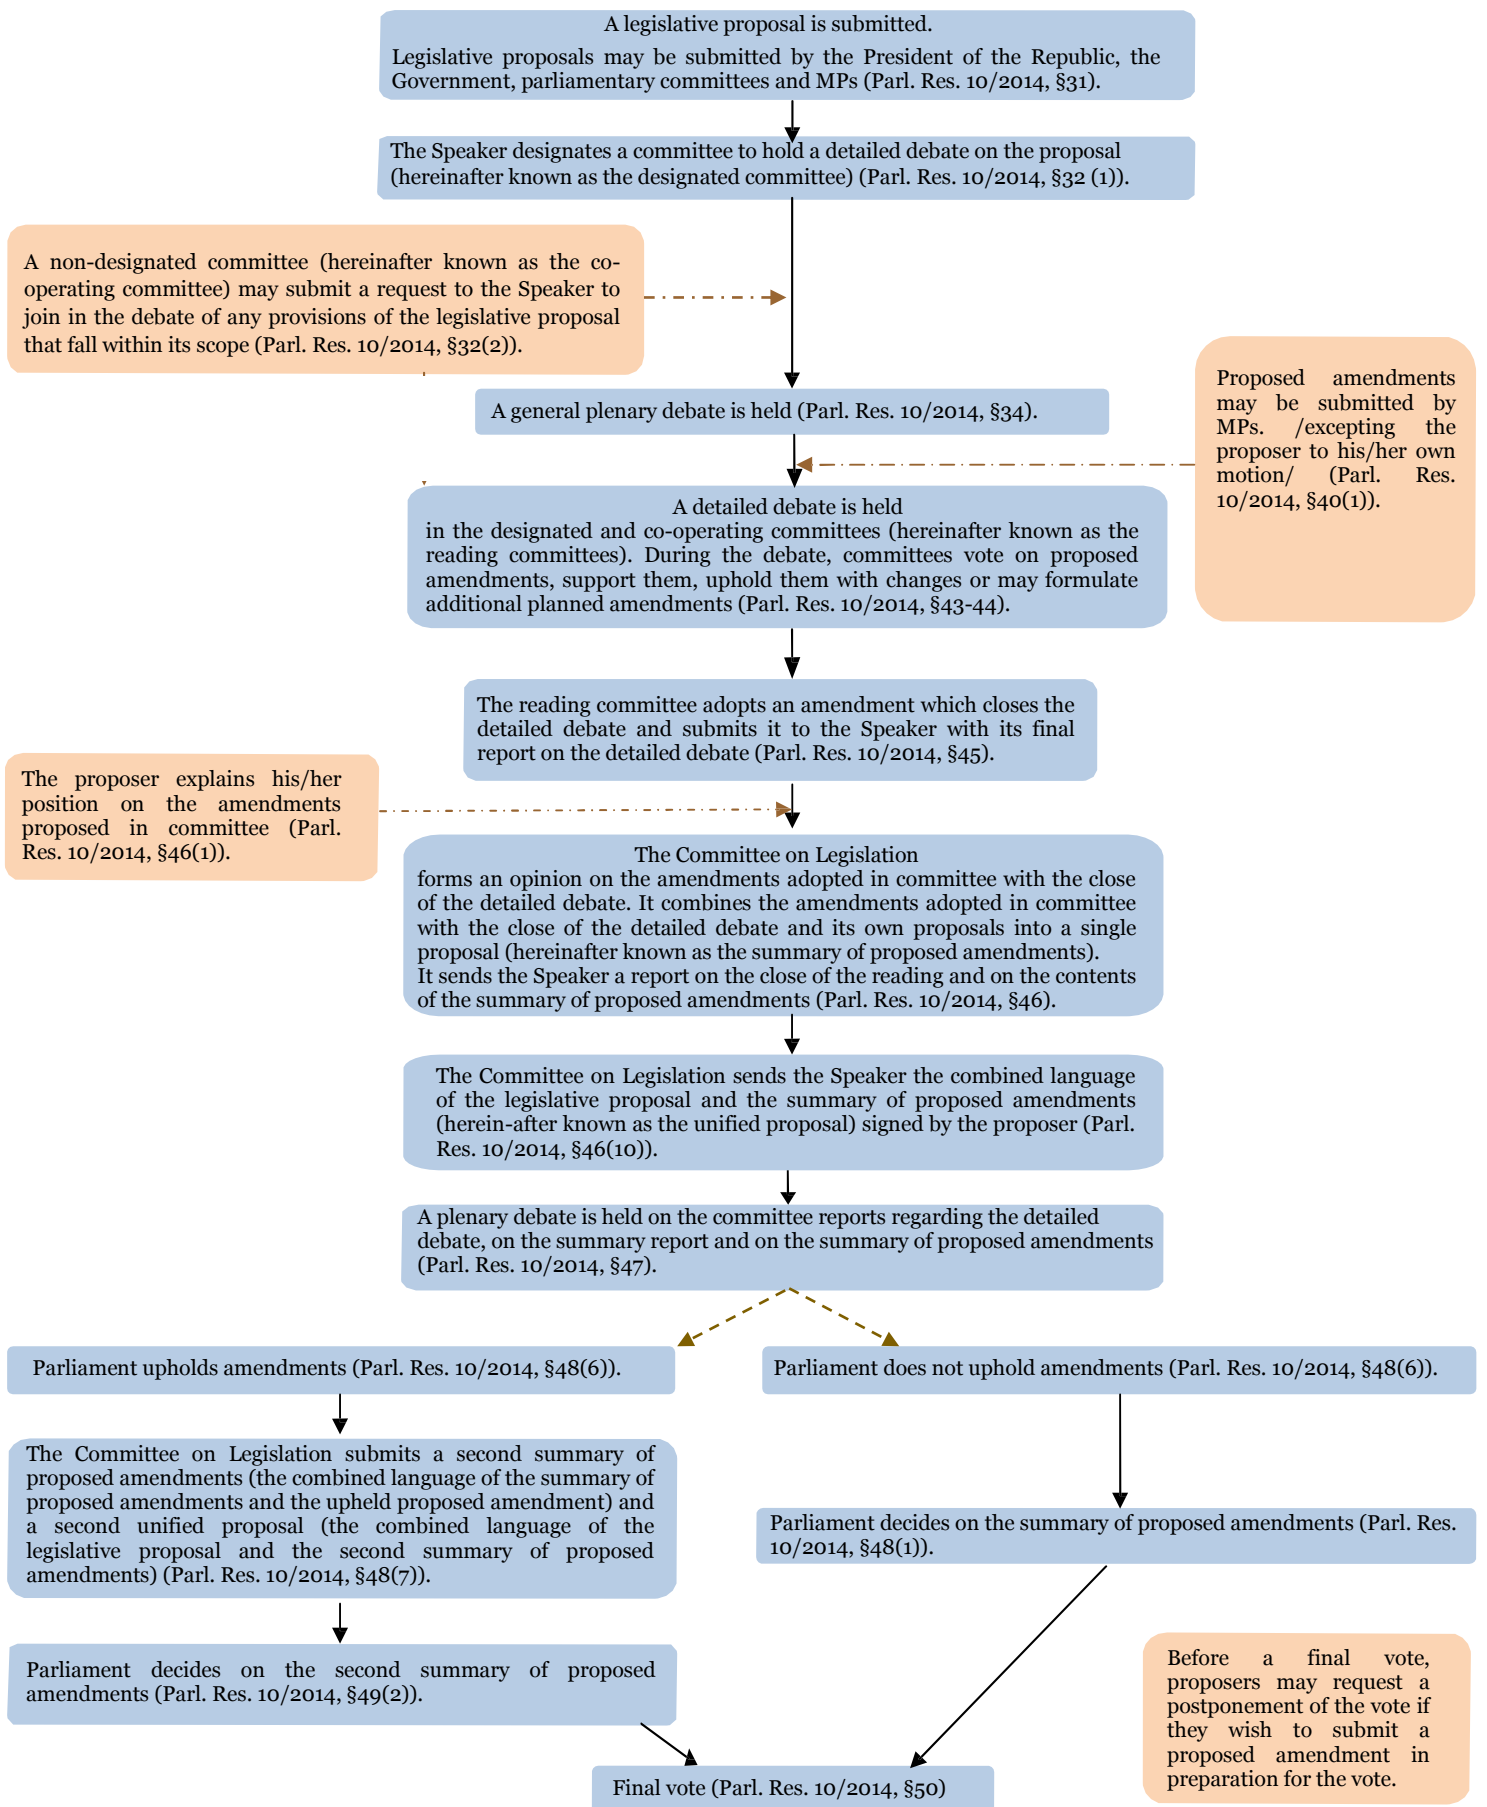 A legislative proposal is submitted.
Legislative proposals may be submitted by the President of the Republic, the
Government, parliamentary committees and MPs (Parl. Res. 10/2014, §31).
The Speaker designates a committee to hold a detailed debate on the proposal
(hereinafter known as the designated committee) (Parl. Res. 10/2014, §32 (1)).
A non-designated committee (hereinafter known as the co-
operating committee) may submit a request to the Speaker to
join in the debate of any provisions of the legislative proposal
that fall within its scope (Parl. Res. 10/2014, §32(2)).
A general plenary debate is held (Parl. Res. 10/2014, §34).
Proposed amendments
may be submitted by
MPs. /excepting the
proposer to his/her own
motion/ (Parl. Res.
10/2014, §40(1)).
A detailed debate is held
in the designated and co-operating committees (hereinafter known as the
reading committees). During the debate, committees vote on proposed
amendments, support them, uphold them with changes or may formulate
additional planned amendments (Parl. Res. 10/2014, §43-44).
The reading committee adopts an amendment which closes the
detailed debate and submits it to the Speaker with its final
report on the detailed debate (Parl. Res. 10/2014, §45).
The proposer explains his/her
position on the amendments
proposed in committee (Parl.
Res. 10/2014, §46(1)).
The Committee on Legislation
forms an opinion on the amendments adopted in committee with the close
of the detailed debate. It combines the amendments adopted in committee
with the close of the detailed debate and its own proposals into a single
proposal (hereinafter known as the summary of proposed amendments).
It sends the Speaker a report on the close of the reading and on the contents
of the summary of proposed amendments (Parl. Res. 10/2014, §46).
The Committee on Legislation sends the Speaker the combined language
of the legislative proposal and the summary of proposed amendments
(herein-after known as the unified proposal) signed by the proposer (Parl.
Res. 10/2014, §46(10)).
A plenary debate is held on the committee reports regarding the detailed
debate, on the summary report and on the summary of proposed amendments
(Parl. Res. 10/2014, §47).
Parliament upholds amendments (Parl. Res. 10/2014, §48(6)).
Parliament does not uphold amendments (Parl. Res. 10/2014, §48(6)).
The Committee on Legislation submits a second summary of
proposed amendments (the combined language of the summary of
proposed amendments and the upheld proposed amendment) and
a second unified proposal (the combined language of the
legislative proposal and the second summary of proposed
amendments) (Parl. Res. 10/2014, §48(7)).
Parliament decides on the summary of proposed amendments (Parl. Res.
10/2014, §48(1)).
Parliament decides on the second summary of proposed
amendments (Parl. Res. 10/2014, §49(2)).
Before a final vote,
proposers may request a
postponement of the vote if
they wish to submit a
proposed amendment in
preparation for the vote.
Final vote (Parl. Res. 10/2014, §50)